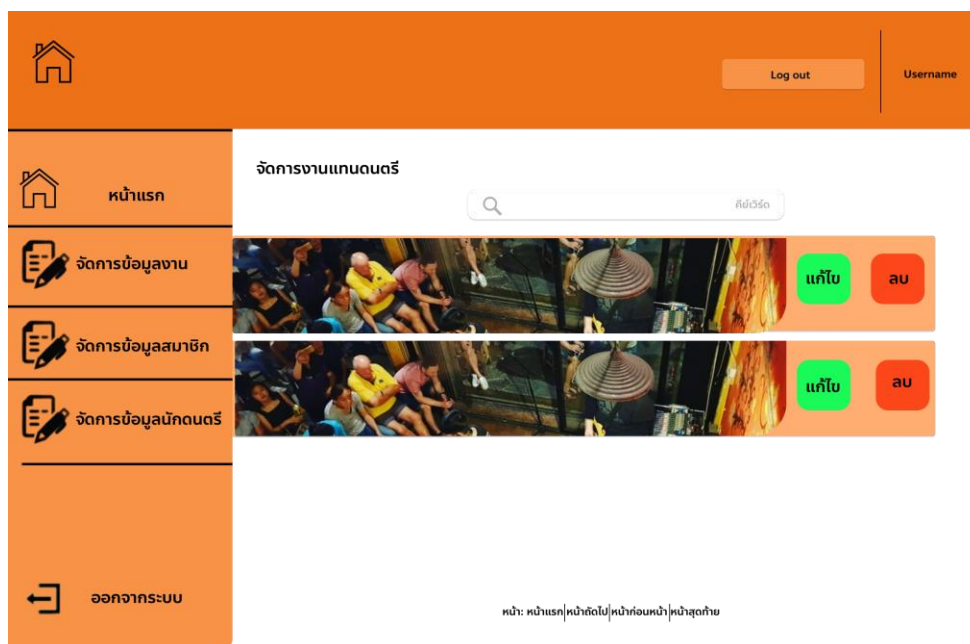 Log out
Username
หน้าแรก
จัดการข้อมูลงาน
จัดการข้อมูลสมาชิก
จัดการข้อมูลนักดนตรี
ออกจากระบบ
จัดการงานแทนดนตรี
คีย์เวิร์ด
แก้ไข ลบ
แก้ไข ลบ
หน้า: หน้าแรก|หน้าถัดไป|หน้าก่อนหน้า|หน้าสุดท้าย